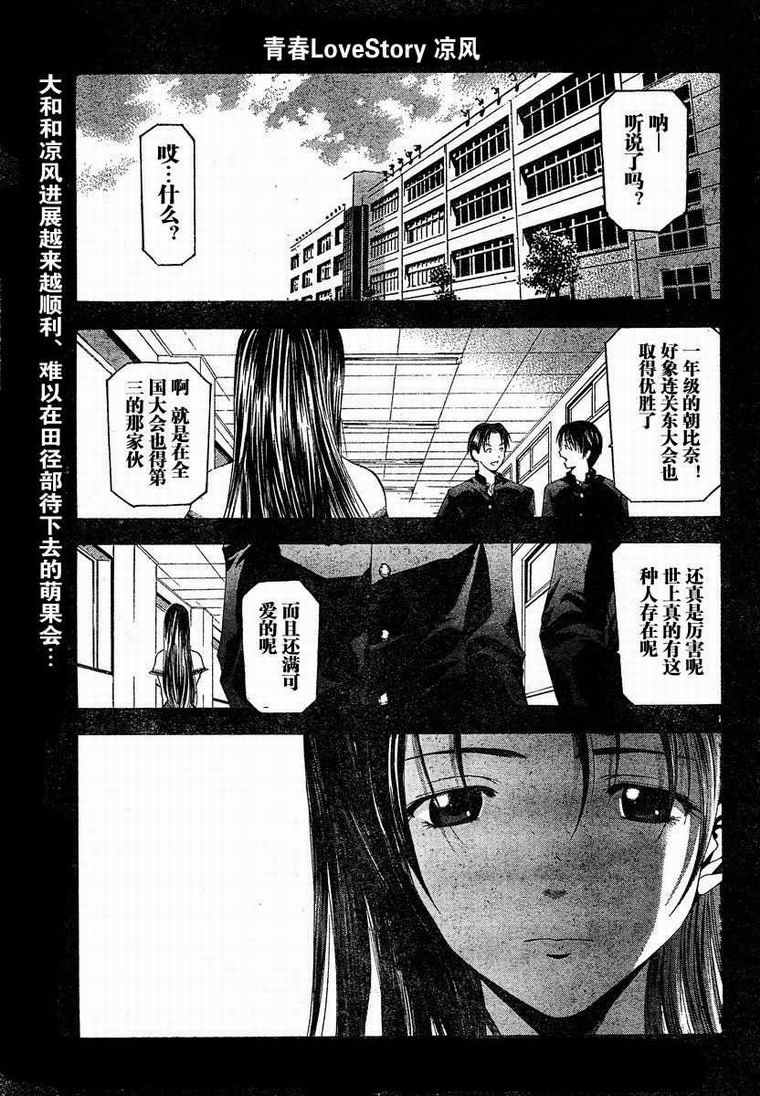 青春LoveStory 凉风
大和和凉风进展越来越顺利、难以在田径部待下去的萌果会…
呐—
听说了吗？
哎…什么？
一年级的朝比奈！
好象连关东大会也
取得优胜了
啊 就是在全
国大会也得第
三的那家伙
还真是厉害呢
世上真的有这
种人存在呢
而且还满可
爱的呢